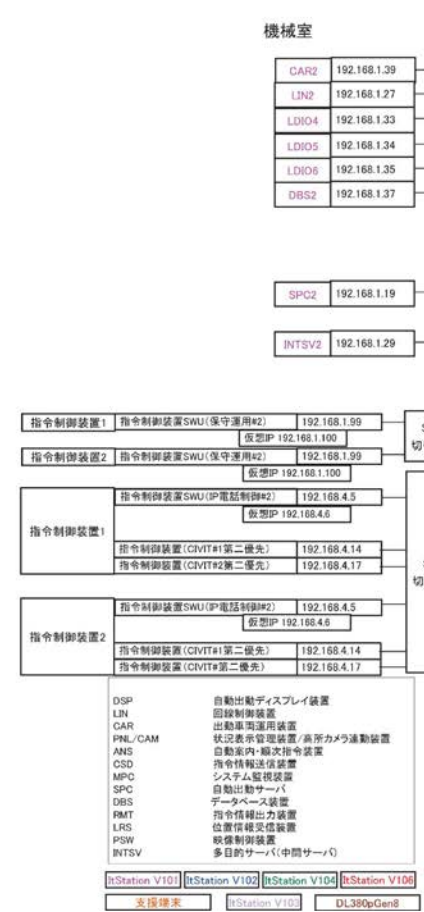 機械室
CAR2 192.168.1.39
LIN2 192.168.1.27
LDIO4 192.168.1.33
LDIO5 192.168.1.34
LDIO6 192.168.1.35
DBS2 192.168.1.37
SPC2 192.168.1.19
INTSV2 192.168.1.29
指令制御装置1 指令制御装置SWU(保守運用#2) 192.168.1.99
仮想IP 192.168.1.100
指令制御装置2 指令制御装置SWU(保守運用#2) 192.168.1.99
仮想IP 192.168.1.100
切
指令制御装置1
指令制御装置SWU(IP電話制御#2) 192.168.4.5
仮想IP 192.168.4.6
指令制御装置(CIVIT#1第二優先) 192.168.4.14
指令制御装置(CIVIT#2第二優先) 192.168.4.17
切
指令制御装置2
指令制御装置SWU(IP電話制御#2) 192.168.4.5
仮想IP 192.168.4.6
指令制御装置(CIVIT#1第二優先) 192.168.4.14
指令制御装置(CIVIT#第二優先) 192.168.4.17
DSP 自動出動ディスプレイ装置
LIN 回線制御装置
CAR 出動車両運用装置
PNL/CAM 状況表示管理装置/高所カメラ連動装置
ANS 自動案内・順次指令装置
CSD 指令情報送信装置
MPC システム監視装置
SPC 自動出動サーバ
DBS データベース装置
RMT 指令情報出力装置
LRS 位置情報受信装置
PSW 映像制御装置
INTSV 多目的サーバ(中間サーバ)
ItStation V101 ItStation V102 ItStation V104 ItStation V106
支援端末 ItStation V103 DL380pGen8